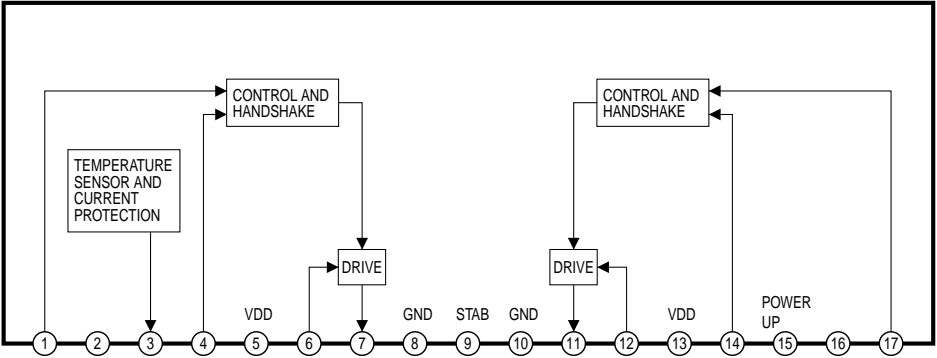 CONTROL AND
HANDSHAKE
CONTROL AND
HANDSHAKE
TEMPERATURE
SENSOR AND
CURRENT
PROTECTION
DRIVE
DRIVE
VDD
GND
STAB
GND
VDD
POWER
UP
1 2 3 4 5 6 7 8 9 10 11 12 13 14 15 16 17